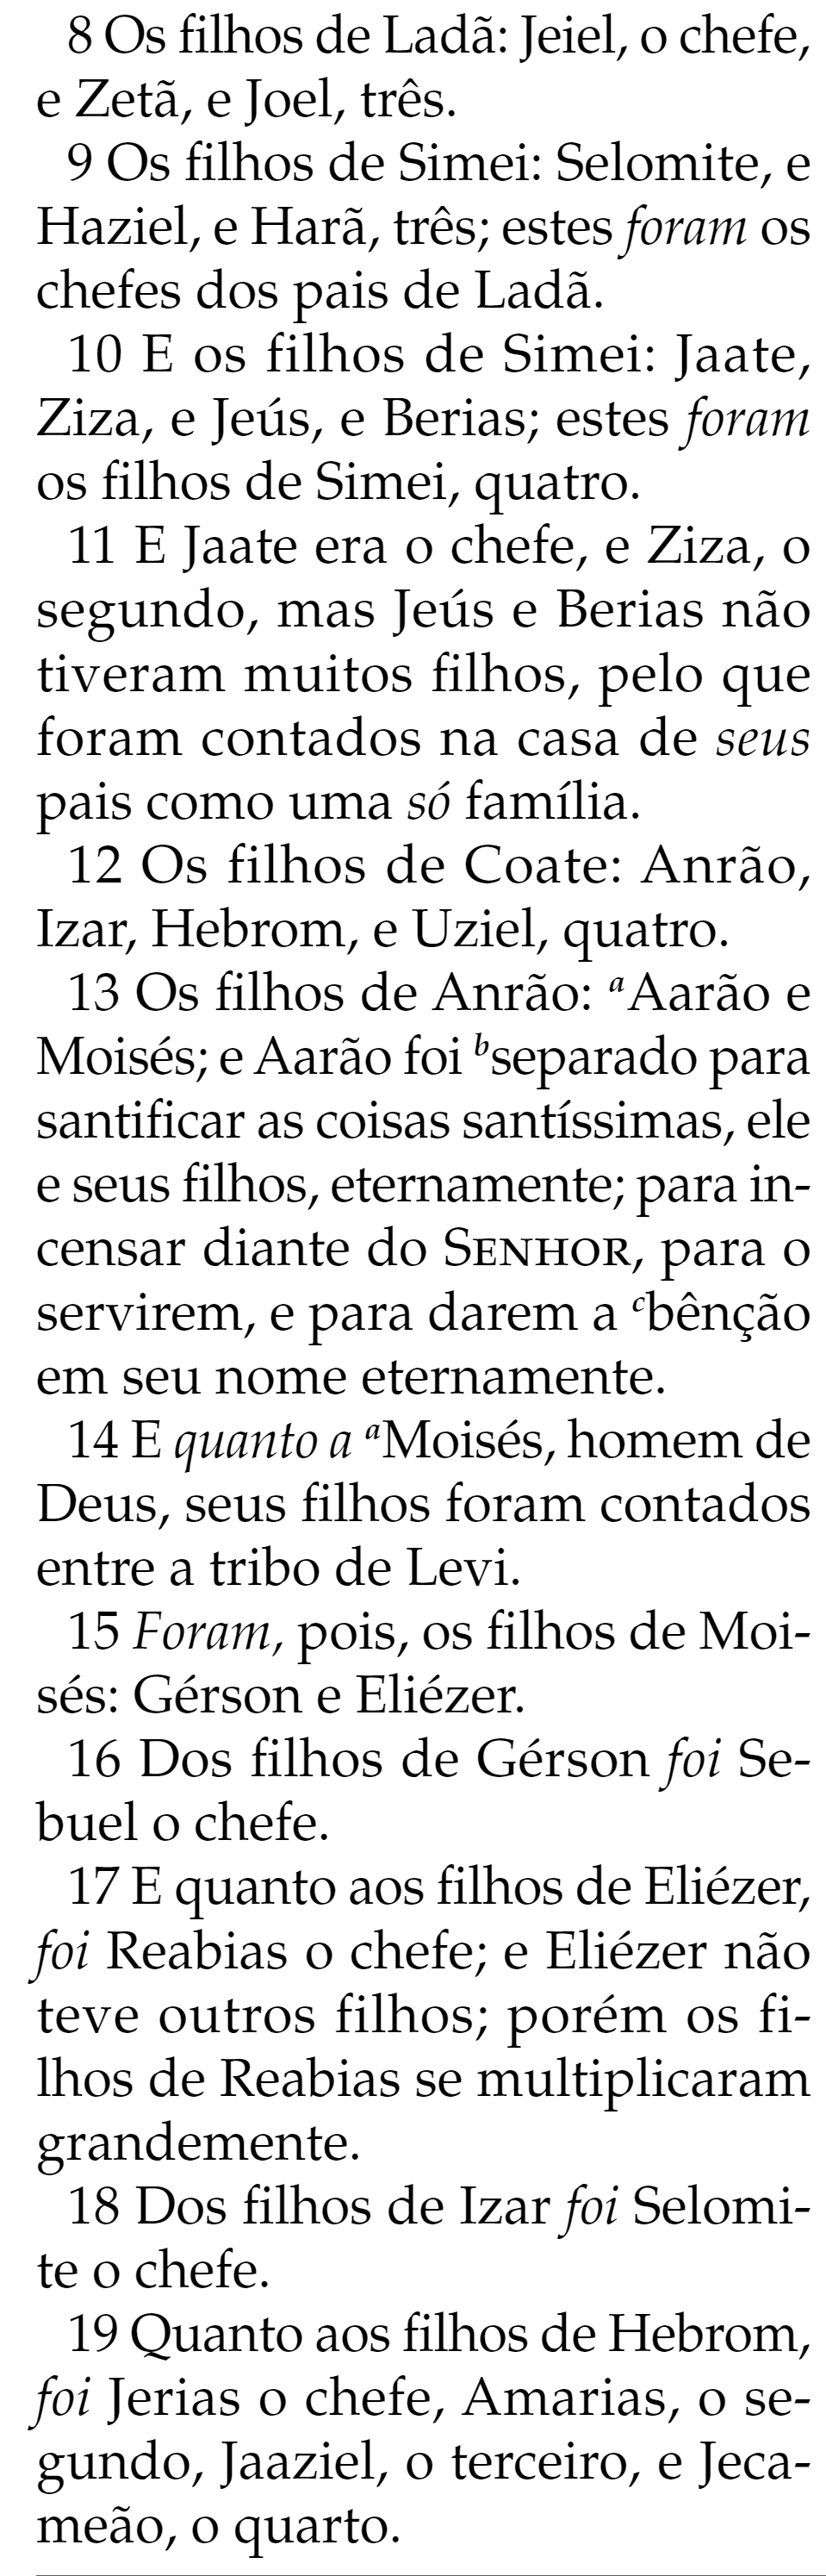 8 Os filhos de Ladã: Jeiel, o chefe,
e Zetã, e Joel, três.
9 Os filhos de Simei: Selomite, e
Haziel, e Harã, três; estes foram os
chefes dos pais de Ladã.
10 E os filhos de Simei: Jaate,
Ziza, e Jeús, e Berias; estes foram
os filhos de Simei, quatro.
11 E Jaate era o chefe, e Ziza, o
segundo, mas Jeús e Berias não
tiveram muitos filhos, pelo que
foram contados na casa de seus
pais como uma só família.
12 Os filhos de Coate: Anrão,
Izar, Hebrom, e Uziel, quatro.
13 Os filhos de Anrão: aAarão e
Moisés; e Aarão foi bseparado para
santificar as coisas santíssimas, ele
e seus filhos, eternamente; para in-
censar diante do SENHOR, para o
servirem, e para darem a cbênção
em seu nome eternamente.
14 E quanto a aMoisés, homem de
Deus, seus filhos foram contados
entre a tribo de Levi.
15 Foram, pois, os filhos de Moi-
sés: Gérson e Eliézer.
16 Dos filhos de Gérson foi Se-
buel o chefe.
17 E quanto aos filhos de Eliézer,
foi Reabias o chefe; e Eliézer não
teve outros filhos; porém os fi-
lhos de Reabias se multiplicaram
grandemente.
18 Dos filhos de Izar foi Selomi-
te o chefe.
19 Quanto aos filhos de Hebrom,
foi Jerias o chefe, Amarias, o se-
gundo, Jaaziel, o terceiro, e Jeca-
meão, o quarto.